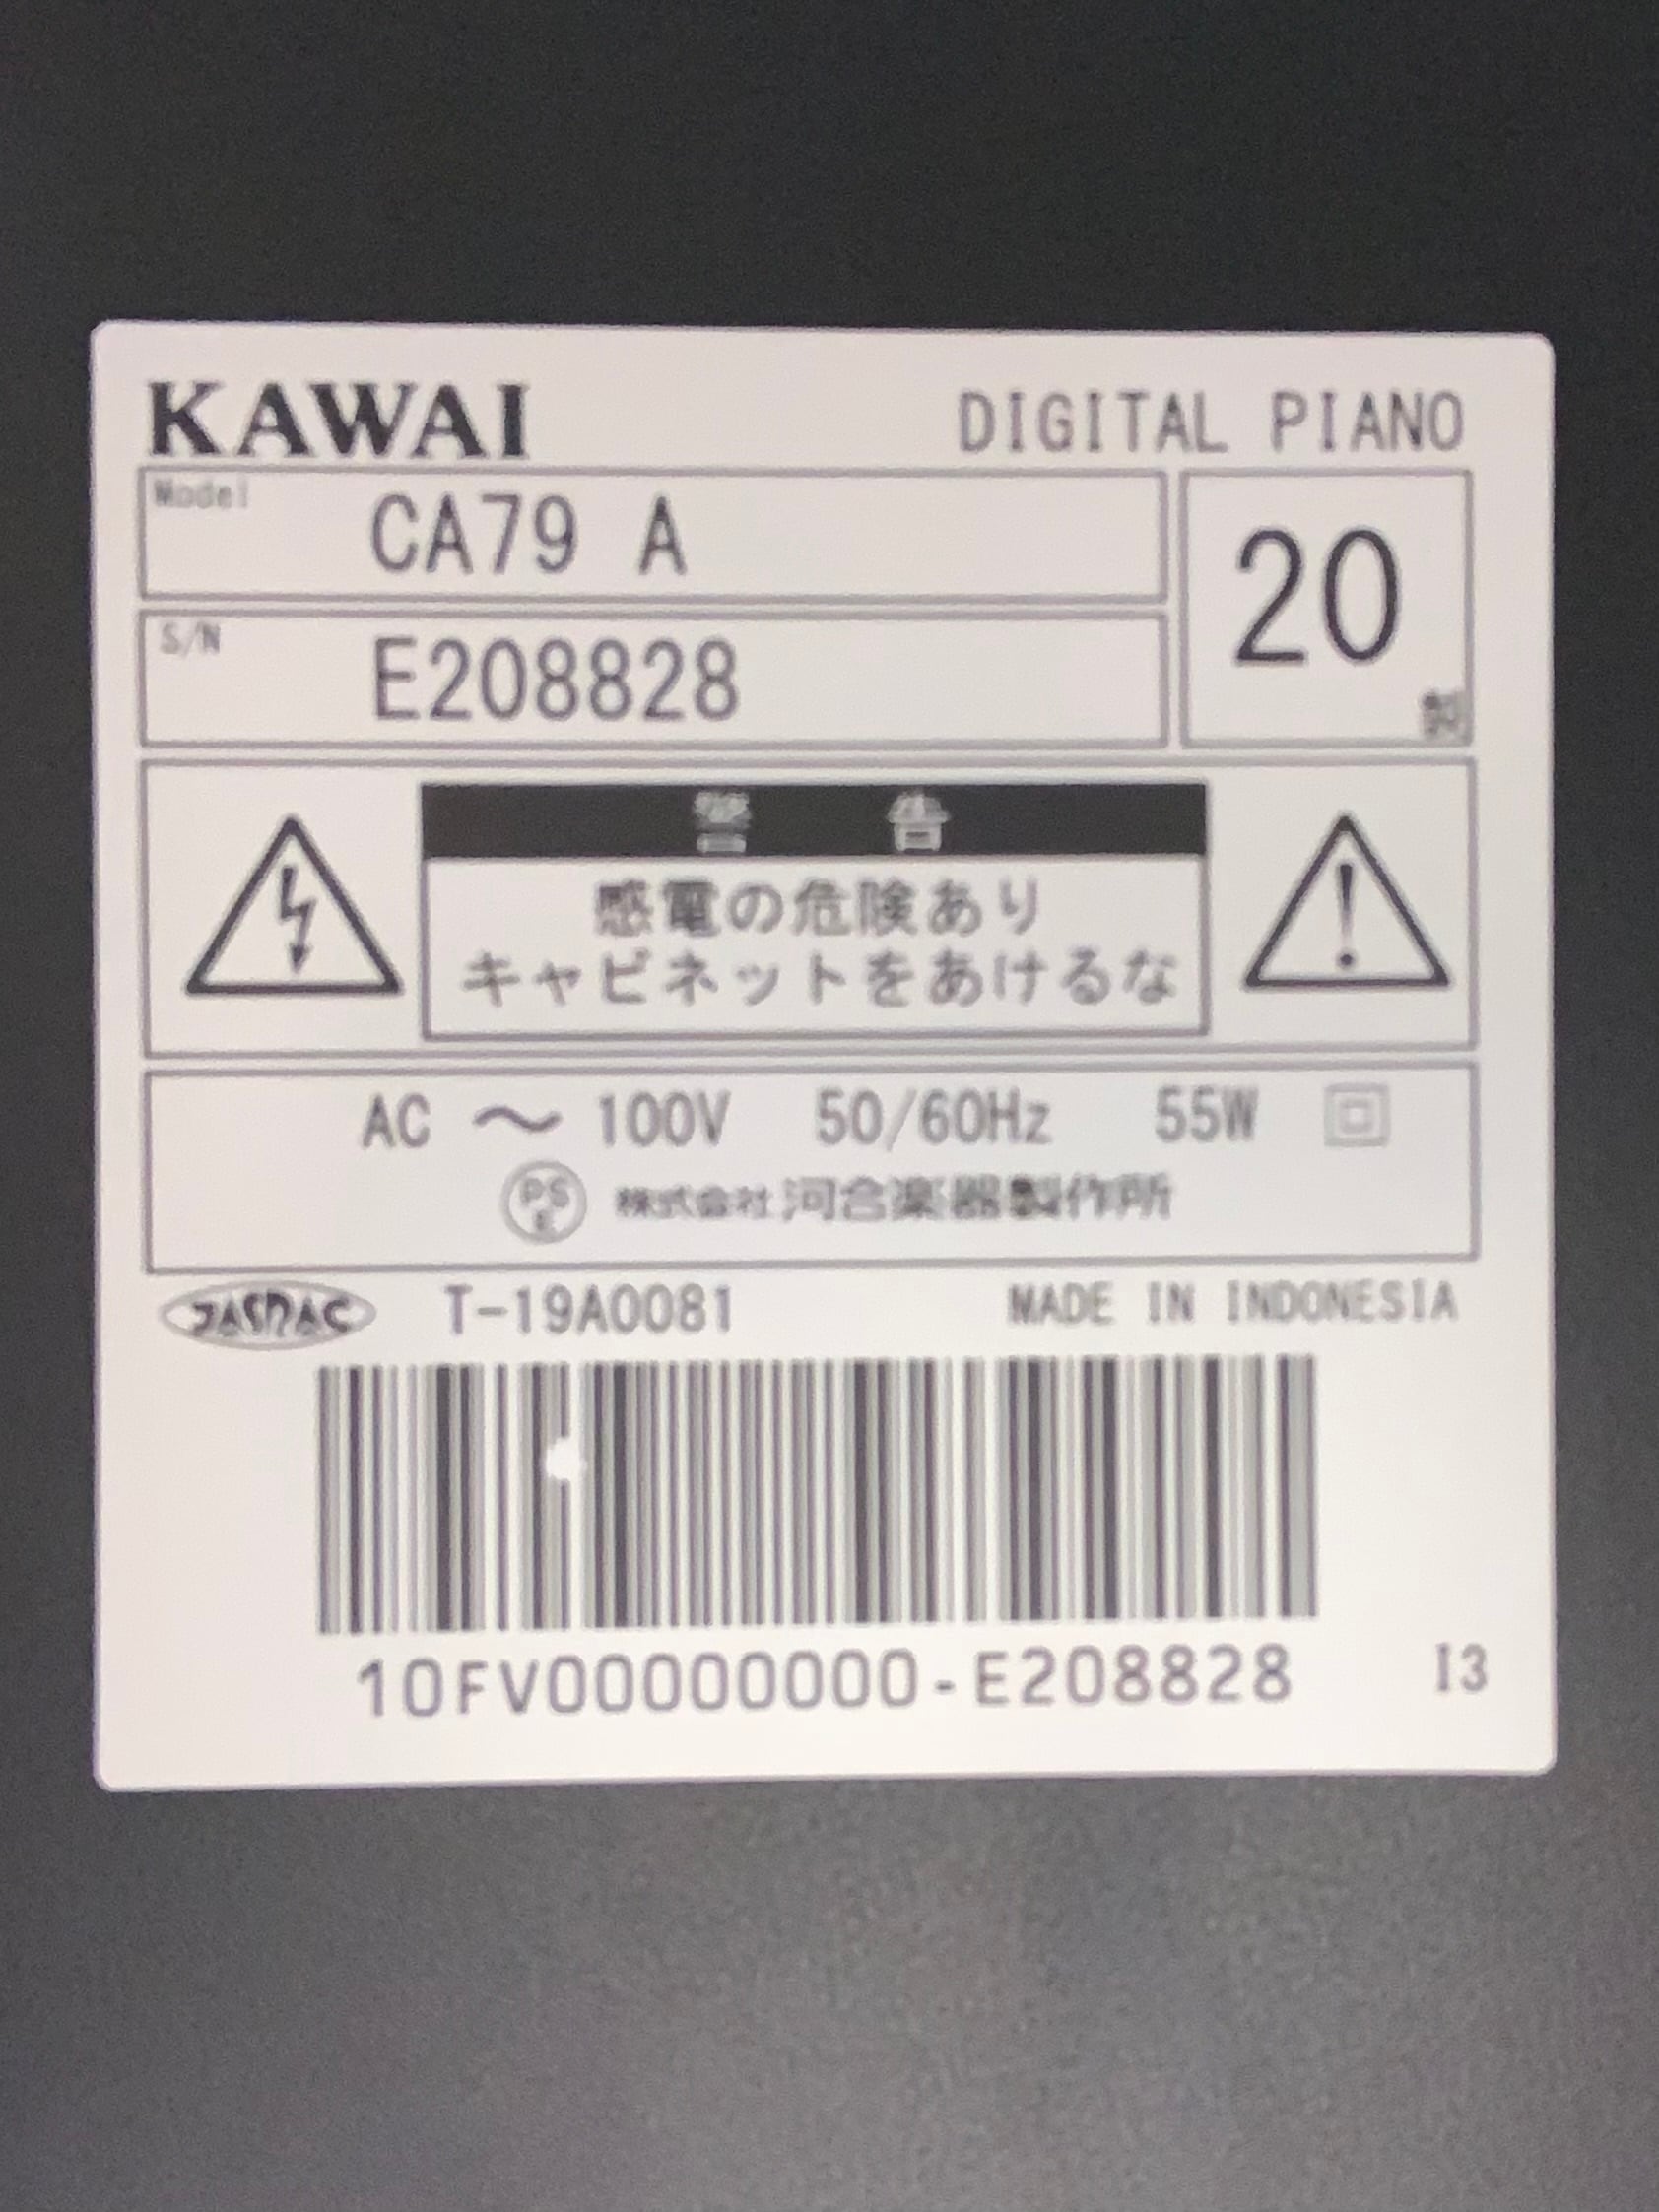 KAWAI DIGITAL PIANO
Model CA79 A
20 製
S/N E208828
警 告
感電の危険あり
キャビネットをあけるな
AC ～ 100V 50/60Hz 55W
PS E 株式会社 河合楽器製作所
JASRAC T-19A0081 MADE IN INDONESIA
10FV00000000-E208828 I3